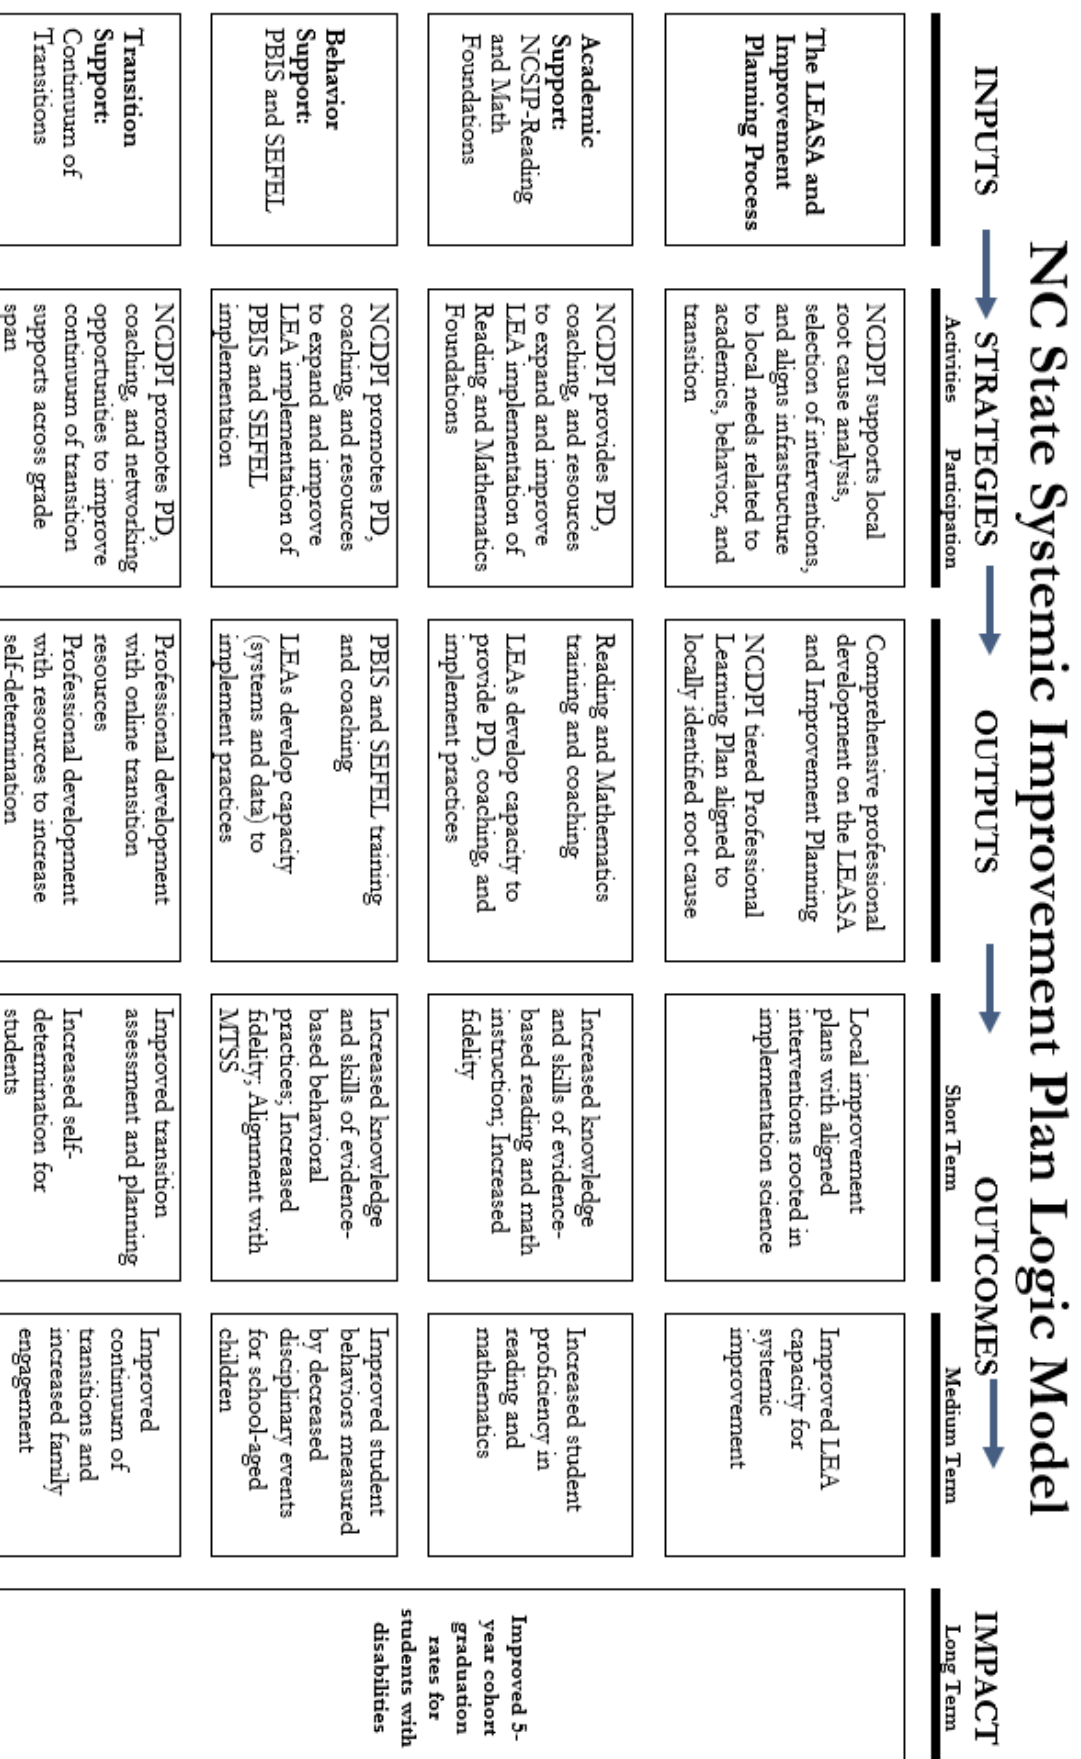 NC State Systemic Improvement Plan Logic Model
INPUTS
STRATEGIES
OUTPUTS
OUTCOMES
IMPACT
Activites
Participation
Short Term
Medium Term
Long Term
The LEASA and
Improvement
Planning Process
NCDPI supports local
root cause analysis,
selection of interventions,
and aligns infrastructure
to local needs related to
academics, behavior, and
transition
Comprehensive professional
development on the LEASA
and Improvement Planning
NCDPI tiered Professional
Learning Plan aligned to
locally identified root cause
Local improvement
plans with aligned
interventions rooted in
implementation science
Improved LEA
capacity for
systemic
improvement
Academic
Support:
NCSIP-Reading
and Math
Foundations
NCDPI provides PD,
coaching, and resources
to expand and improve
LEA implementation of
Reading and Mathematics
Foundations
Reading and Mathematics
training and coaching
LEAs develop capacity to
provide PD, coaching, and
implement practices
Increased knowledge
and skills of evidence-
based reading and math
instruction; Increased
fidelity
Increased student
proficiency in
reading and
mathematics
Behavior
Support:
PBIS and SEFEL
NCDPI promotes PD,
coaching, and resources
to expand and improve
LEA implementation of
PBIS and SEFEL
implementation
PBIS and SEFEL training
and coaching
LEAs develop capacity
(systems and data) to
implement practices
Increased knowledge
and skills of evidence-
based behavioral
practices; Increased
fidelity; Alignment with
MTSS
Improved student
behaviors measured
by decreased
disciplinary events
for school-aged
children
Transition
Support:
Continuum of
Transitions
NCDPI promotes PD,
coaching, and networking
opportunities to improve
continuum of transition
supports across grade
span
Professional development
with online transition
resources
Professional development
with resources to increase
self-determination
Improved transition
assessment and planning
Increased self-
determination for
students
Improved
continuum of
transitions and
increased family
engagement
Improved 5-
year cohort
graduation
rates for
students with
disabilities